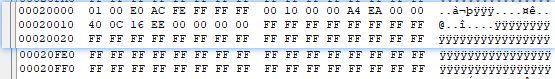 00020000 01 00 E0 AC FE FF FF FF 00 10 00 00 A4 EA 00 00 ..à¬þÿÿÿ....¤ê..
00020010 40 0C 16 EE 00 00 00 00 FF FF FF FF FF FF FF FF @..î....ÿÿÿÿÿÿÿÿ
00020020 FF FF FF FF FF FF FF FF FF FF FF FF FF FF FF FF ÿÿÿÿÿÿÿÿÿÿÿÿÿÿÿÿ
00020FE0 FF FF FF FF FF FF FF FF FF FF FF FF FF FF FF FF ÿÿÿÿÿÿÿÿÿÿÿÿÿÿÿÿ
00020FF0 FF FF FF FF FF FF FF FF FF FF FF FF FF FF FF FF ÿÿÿÿÿÿÿÿÿÿÿÿÿÿÿÿ